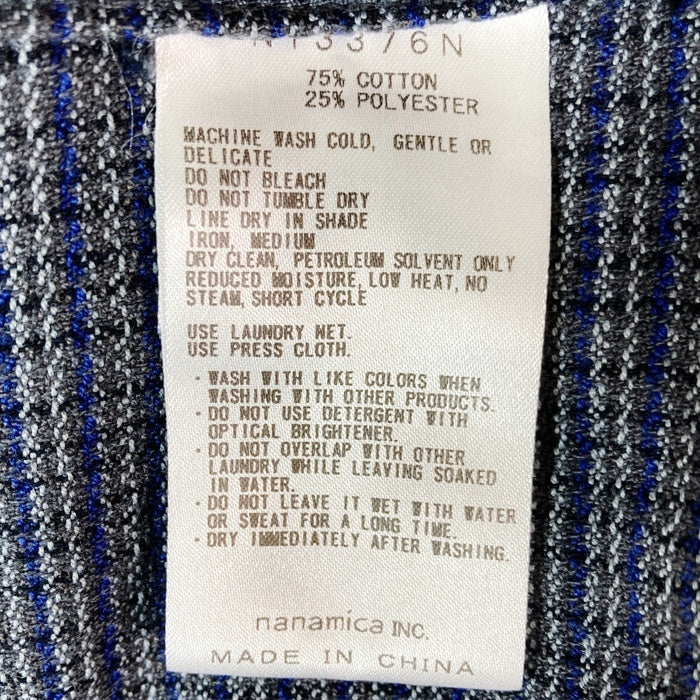 75% COTTON
25% POLYESTER
MACHINE WASH COLD, GENTLE OR
DELICATE
DO NOT BLEACH
DO NOT TUMBLE DRY
LINE DRY IN SHADE
IRON, MEDIUM
DRY CLEAN, PETROLEUM SOLVENT ONLY
REDUCED MOISTURE, LOW HEAT, NO
STEAM, SHORT CYCLE
USE LAUNDRY NET.
USE PRESS CLOTH.
· WASH WITH LIKE COLORS WHEN
WASHING WITH OTHER PRODUCTS.
· DO NOT USE DETERGENT WITH
OPTICAL BRIGHTENER.
· DO NOT OVERLAP WITH OTHER
LAUNDRY WHILE LEAVING SOAKED
IN WATER.
· DO NOT LEAVE IT WET WITH WATER
OR SWEAT FOR A LONG TIME.
· DRY IMMEDIATELY AFTER WASHING.
nanamica INC.
MADE IN CHINA